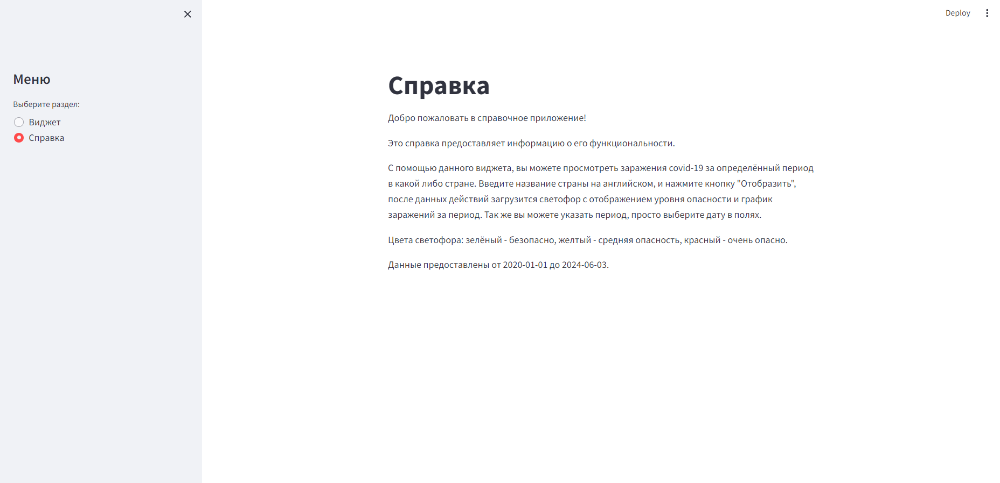 Deploy
Меню
Выберите раздел:
Виджет
Справка
Справка
Добро пожаловать в справочное приложение!
Это справка предоставляет информацию о его функциональности.
С помощью данного виджета, вы можете просмотреть заражения covid-19 за определённый период
в какой либо стране. Введите название страны на английском, и нажмите кнопку "Отобразить",
после данных действий загрузится светофор с отображением уровня опасности и график
заражений за период. Так же вы можете указать период, просто выберите дату в полях.
Цвета светофора: зелёный - безопасно, желтый - средняя опасность, красный - очень опасно.
Данные предоставлены от 2020-01-01 до 2024-06-03.